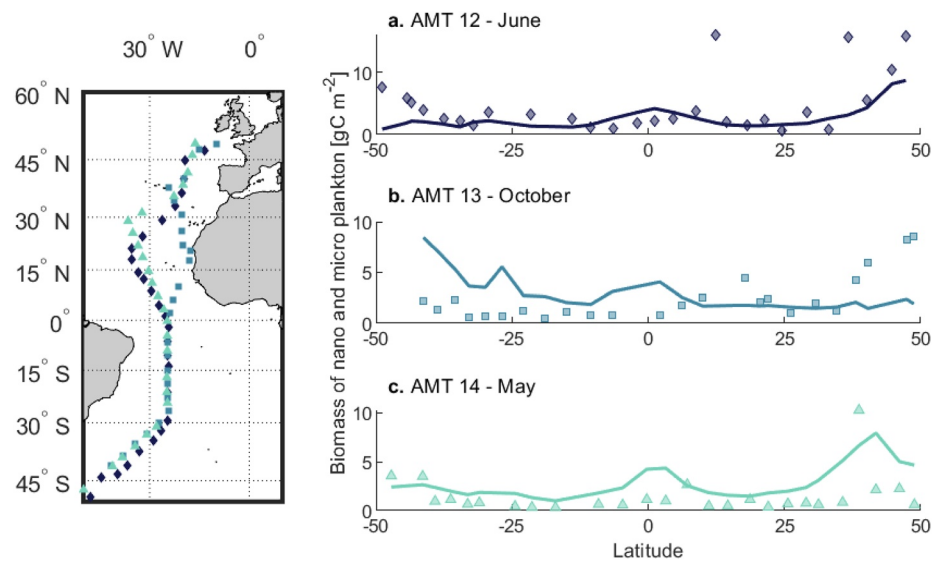 30° W 0°
60° N
45° N
30° N
15° N
0°
15° S
30° S
45° S
Biomass of nano and micro plankton [gC m⁻²]
a. AMT 12 - June
10
0
-50 -25 0 25 50
b. AMT 13 - October
10
5
0
-50 -25 0 25 50
c. AMT 14 - May
10
5
0
-50 -25 0 25 50
Latitude